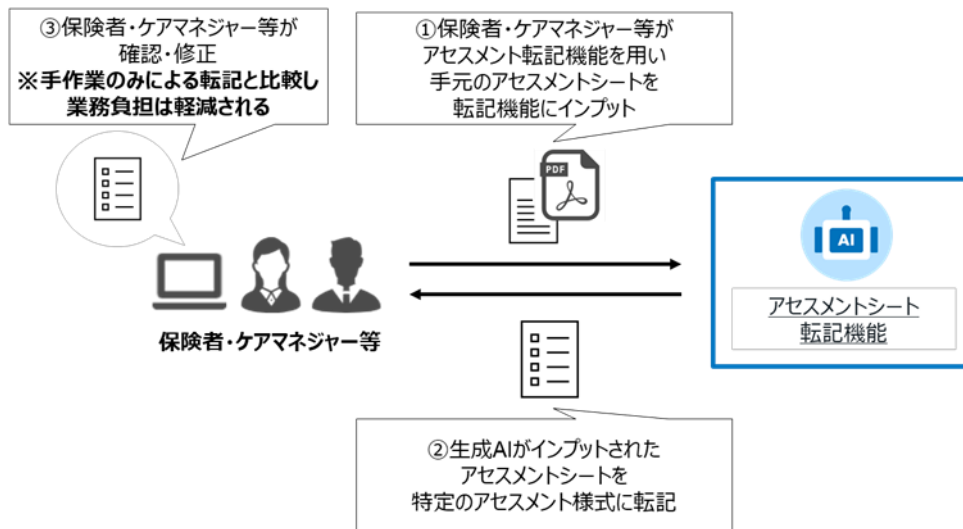 ③保険者・ケアマネジャー等が
確認・修正
※手作業のみによる転記と比較し
業務負担は軽減される
①保険者・ケアマネジャー等が
アセスメント転記機能を用い
手元のアセスメントシートを
転記機能にインプット
PDF
AI
アセスメントシート
転記機能
保険者・ケアマネジャー等
②生成AIがインプットされた
アセスメントシートを
特定のアセスメント様式に転記